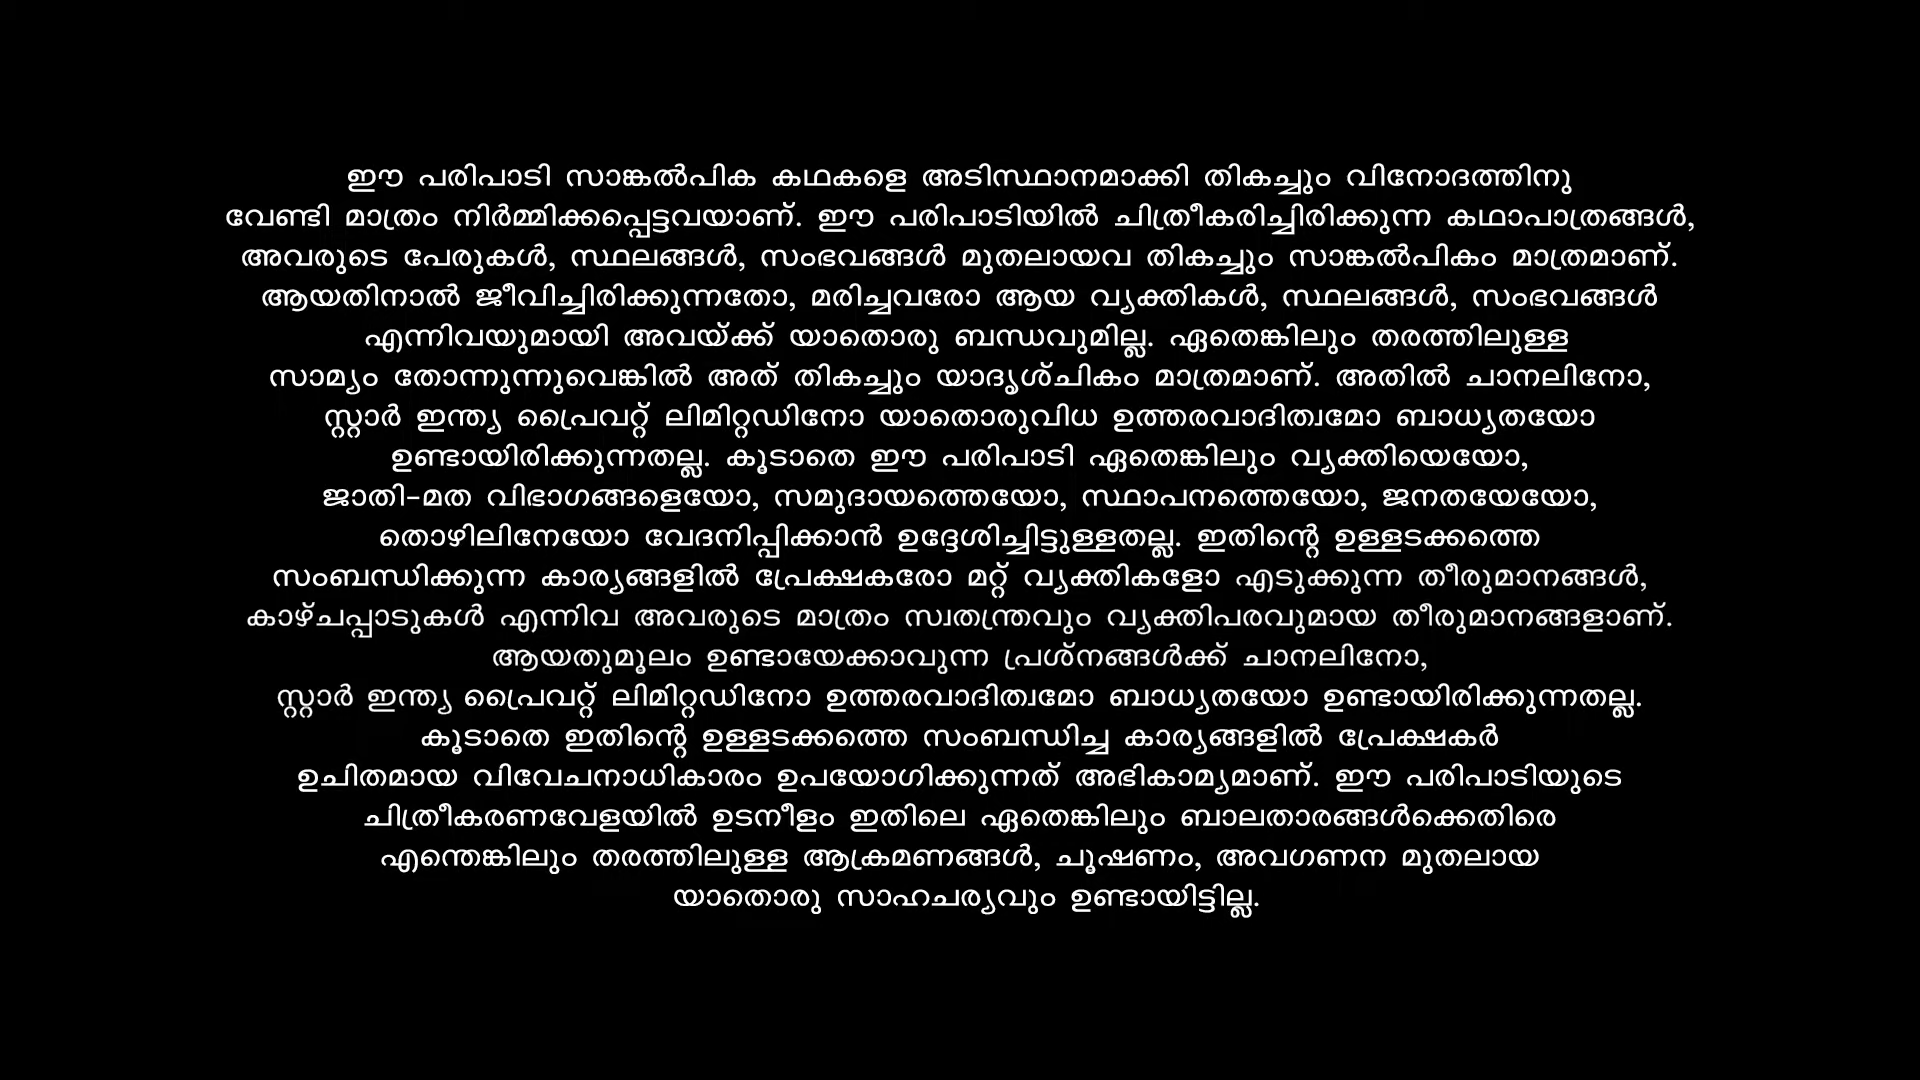 ഈ പരിപാടി സാങ്കൽപിക കഥകളെ അടിസ്ഥാനമാക്കി തികച്ചും വിനോദത്തിനു
വേണ്ടി മാത്രം നിർമ്മിക്കപ്പെട്ടവയാണ്. ഈ പരിപാടിയിൽ ചിത്രീകരിച്ചിരിക്കുന്ന കഥാപാത്രങ്ങൾ,
അവരുടെ പേരുകൾ, സ്ഥലങ്ങൾ, സംഭവങ്ങൾ മുതലായവ തികച്ചും സാങ്കൽപികം മാത്രമാണ്.
ആയതിനാൽ ജീവിച്ചിരിക്കുന്നതോ, മരിച്ചവരോ ആയ വ്യക്തികൾ, സ്ഥലങ്ങൾ, സംഭവങ്ങൾ
എന്നിവയുമായി അവയ്ക്ക് യാതൊരു ബന്ധവുമില്ല. ഏതെങ്കിലും തരത്തിലുള്ള
സാമ്യം തോന്നുന്നുവെങ്കിൽ അത് തികച്ചും യാദൃശ്ചികം മാത്രമാണ്. അതിൽ ചാനലിനോ,
സ്റ്റാർ ഇന്ത്യ പ്രൈവറ്റ് ലിമിറ്റഡിനോ യാതൊരുവിധ ഉത്തരവാദിത്വമോ ബാധ്യതയോ
ഉണ്ടായിരിക്കുന്നതല്ല. കൂടാതെ ഈ പരിപാടി ഏതെങ്കിലും വ്യക്തിയെയോ,
ജാതി-മത വിഭാഗങ്ങളെയോ, സമുദായത്തെയോ, സ്ഥാപനത്തെയോ, ജനതയേയോ,
തൊഴിലിനേയോ വേദനിപ്പിക്കാൻ ഉദ്ദേശിച്ചിട്ടുള്ളതല്ല. ഇതിന്റെ ഉള്ളടക്കത്തെ
സംബന്ധിക്കുന്ന കാര്യങ്ങളിൽ പ്രേക്ഷകരോ മറ്റ് വ്യക്തികളോ എടുക്കുന്ന തീരുമാനങ്ങൾ,
കാഴ്ചപ്പാടുകൾ എന്നിവ അവരുടെ മാത്രം സ്വതന്ത്രവും വ്യക്തിപരവുമായ തീരുമാനങ്ങളാണ്.
ആയതുമൂലം ഉണ്ടായേക്കാവുന്ന പ്രശ്നങ്ങൾക്ക് ചാനലിനോ,
സ്റ്റാർ ഇന്ത്യ പ്രൈവറ്റ് ലിമിറ്റഡിനോ ഉത്തരവാദിത്വമോ ബാധ്യതയോ ഉണ്ടായിരിക്കുന്നതല്ല.
കൂടാതെ ഇതിന്റെ ഉള്ളടക്കത്തെ സംബന്ധിച്ച കാര്യങ്ങളിൽ പ്രേക്ഷകർ
ഉചിതമായ വിവേചനാധികാരം ഉപയോഗിക്കുന്നത് അഭികാമ്യമാണ്. ഈ പരിപാടിയുടെ
ചിത്രീകരണവേളയിൽ ഉടനീളം ഇതിലെ ഏതെങ്കിലും ബാലതാരങ്ങൾക്കെതിരെ
എന്തെങ്കിലും തരത്തിലുള്ള ആക്രമണങ്ങൾ, ചൂഷണം, അവഗണന മുതലായ
യാതൊരു സാഹചര്യവും ഉണ്ടായിട്ടില്ല.